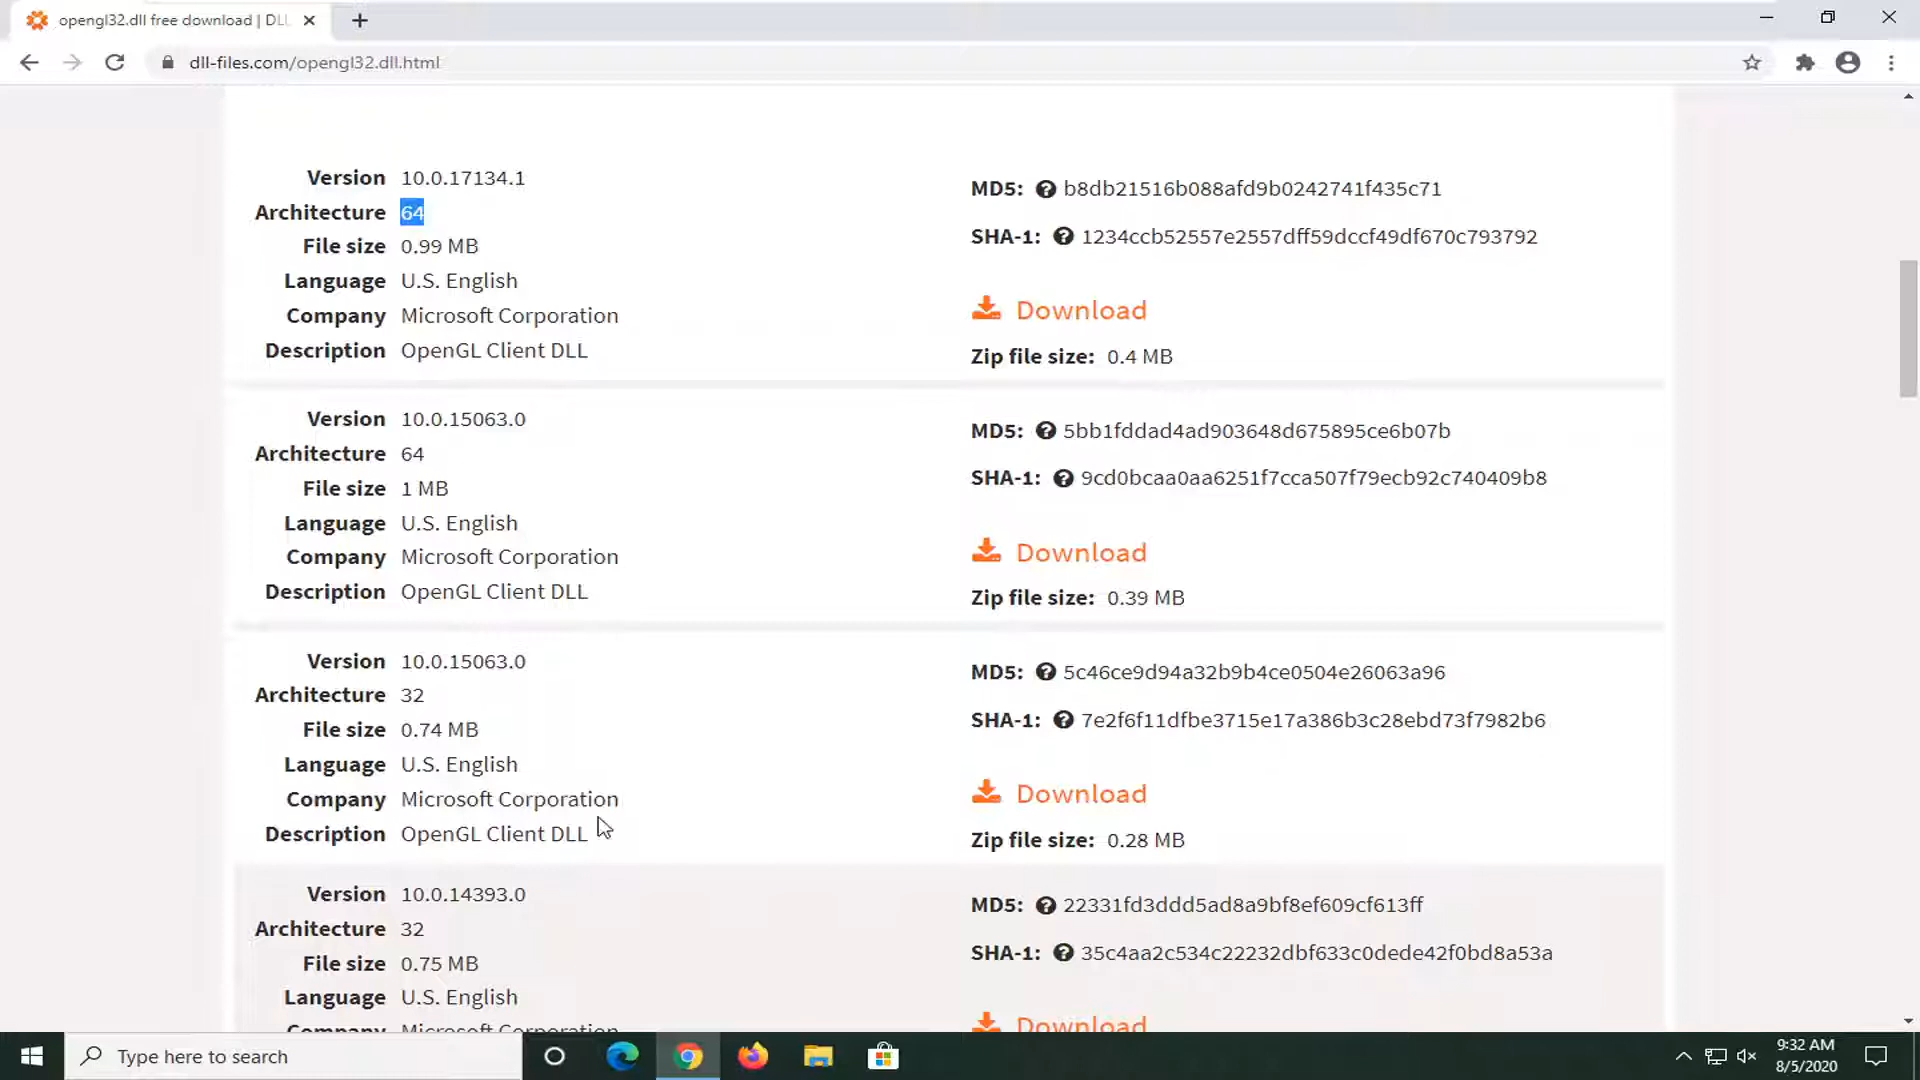 opengl32.dll free download | DLL
dll-files.com/opengl32.dll.html
Version 10.0.17134.1
Architecture 64
File size 0.99 MB
Language U.S. English
Company Microsoft Corporation
Description OpenGL Client DLL
MD5: b8db21516b088afd9b0242741f435c71
SHA-1: 1234ccb52557e2557dff59dccf49df670c793792
Download
Zip file size: 0.4 MB
Version 10.0.15063.0
Architecture 64
File size 1 MB
Language U.S. English
Company Microsoft Corporation
Description OpenGL Client DLL
MD5: 5bb1fddad4ad903648d675895ce6b07b
SHA-1: 9cd0bcaa0aa6251f7cca507f79ecb92c740409b8
Download
Zip file size: 0.39 MB
Version 10.0.15063.0
Architecture 32
File size 0.74 MB
Language U.S. English
Company Microsoft Corporation
Description OpenGL Client DLL
MD5: 5c46ce9d94a32b9b4ce0504e26063a96
SHA-1: 7e2f6f11dfbe3715e17a386b3c28ebd73f7982b6
Download
Zip file size: 0.28 MB
Version 10.0.14393.0
Architecture 32
File size 0.75 MB
Language U.S. English
Company Microsoft Corporation
MD5: 22331fd3ddd5ad8a9bf8ef609cf613ff
SHA-1: 35c4aa2c534c22232dbf633c0dede42f0bd8a53a
Download
Type here to search
9:32 AM
8/5/2020